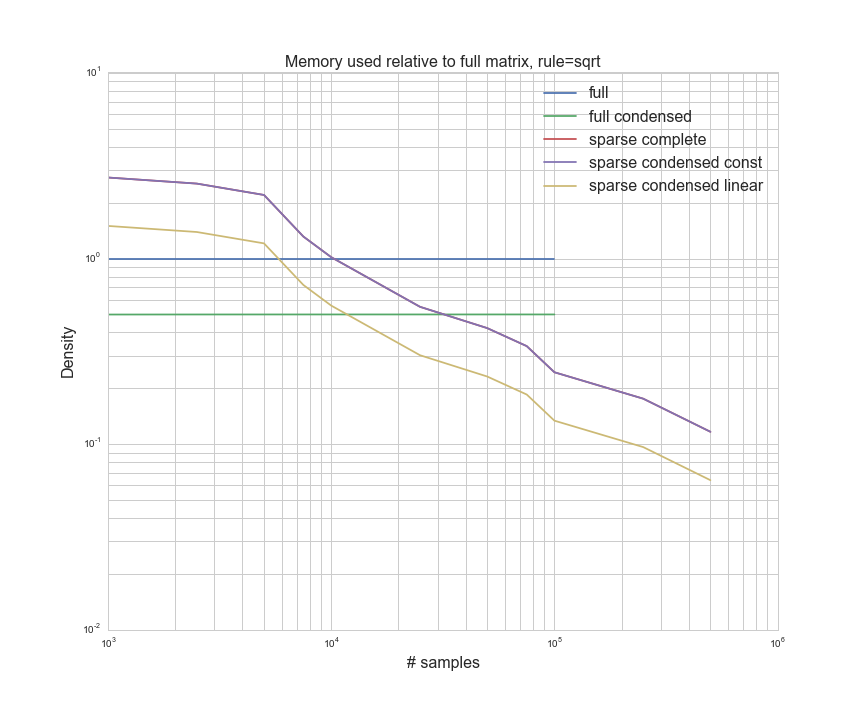 Memory used relative to full matrix, rule=sqrt
10^1
full
full condensed
sparse complete
sparse condensed const
sparse condensed linear
10^0
Density
10^-1
10^-2
10^3 10^4 10^5 10^6
# samples